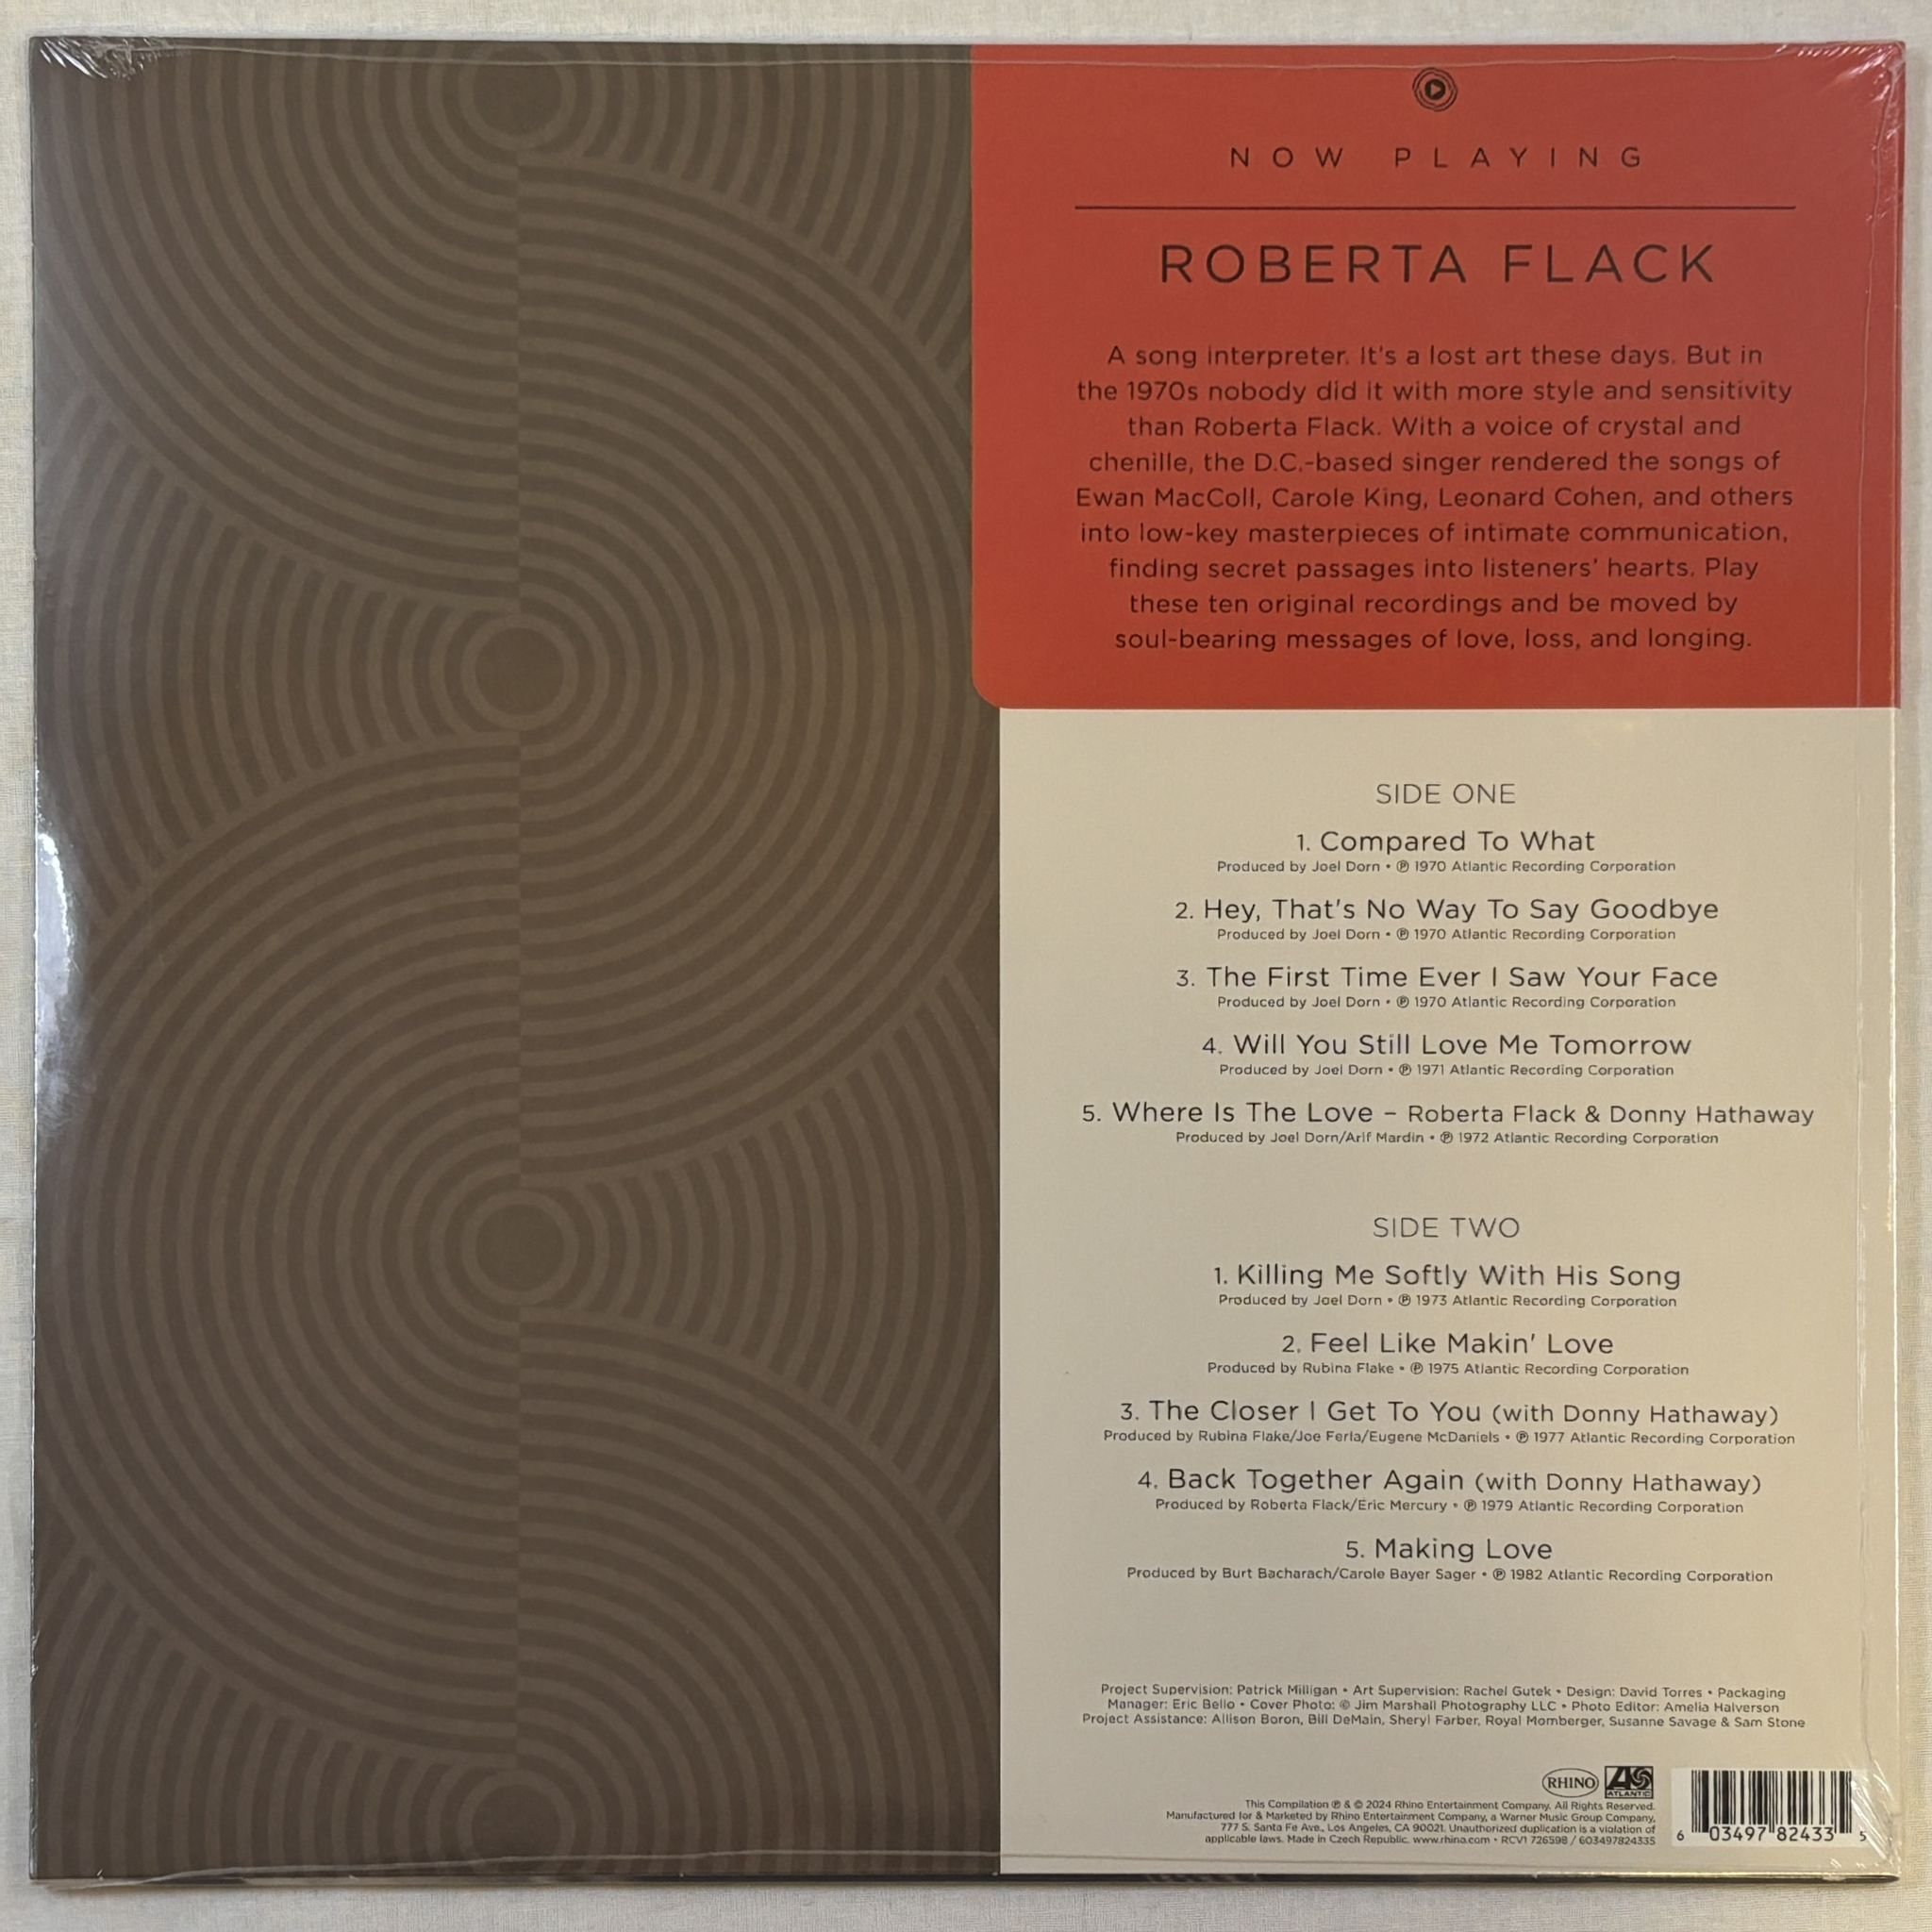 NOW PLAYING
ROBERTA FLACK
A song interpreter. It's a lost art these days. But in
the 1970s nobody did it with more style and sensitivity
than Roberta Flack. With a voice of crystal and
chenille, the D.C.-based singer rendered the songs of
Ewan MacColl, Carole King, Leonard Cohen, and others
into low-key masterpieces of intimate communication,
finding secret passages into listeners' hearts. Play
these ten original recordings and be moved by
soul-bearing messages of love, loss, and longing.
SIDE ONE
1. Compared To What
Produced by Joel Dorn • ℗ 1970 Atlantic Recording Corporation
2. Hey, That's No Way To Say Goodbye
Produced by Joel Dorn • ℗ 1970 Atlantic Recording Corporation
3. The First Time Ever I Saw Your Face
Produced by Joel Dorn • ℗ 1970 Atlantic Recording Corporation
4. Will You Still Love Me Tomorrow
Produced by Joel Dorn • ℗ 1971 Atlantic Recording Corporation
5. Where Is The Love – Roberta Flack & Donny Hathaway
Produced by Joel Dorn/Arif Mardin • ℗ 1972 Atlantic Recording Corporation
SIDE TWO
1. Killing Me Softly With His Song
Produced by Joel Dorn • ℗ 1973 Atlantic Recording Corporation
2. Feel Like Makin' Love
Produced by Rubina Flake • ℗ 1975 Atlantic Recording Corporation
3. The Closer I Get To You (with Donny Hathaway)
Produced by Rubina Flake/Joe Ferla/Eugene McDaniels • ℗ 1977 Atlantic Recording Corporation
4. Back Together Again (with Donny Hathaway)
Produced by Roberta Flack/Eric Mercury • ℗ 1979 Atlantic Recording Corporation
5. Making Love
Produced by Burt Bacharach/Carole Bayer Sager • ℗ 1982 Atlantic Recording Corporation
Project Supervision: Patrick Milligan • Art Supervision: Rachel Gutek • Design: David Torres • Packaging
Manager: Eric Bello • Cover Photo: © Jim Marshall Photography LLC • Photo Editor: Amelia Halverson
Project Assistance: Allison Boron, Bill DeMain, Sheryl Farber, Royal Momberger, Susanne Savage & Sam Stone
RHINO
ATLANTIC
This Compilation ℗ & © 2024 Rhino Entertainment Company. All Rights Reserved.
Manufactured for & Marketed by Rhino Entertainment Company, a Warner Music Group Company,
777 S. Santa Fe Ave., Los Angeles, CA 90021. Unauthorized duplication is a violation of
applicable laws. Made in Czech Republic. www.rhino.com • RCV1 726598 / 603497824335
6 03497 82433 5